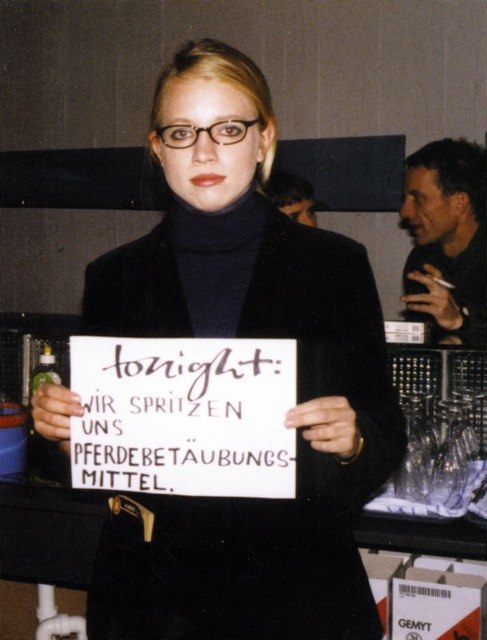 tonight:
WIR SPRITZEN
UNS
PFERDEBETÄUBUNGS-
MITTEL.
GEMYT